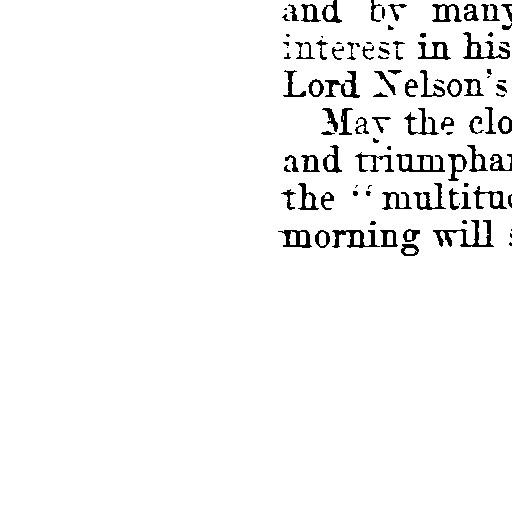 and by many
interest in his
Lord Nelson's
May the clo
and triumphan
the “ multitud
morning will s